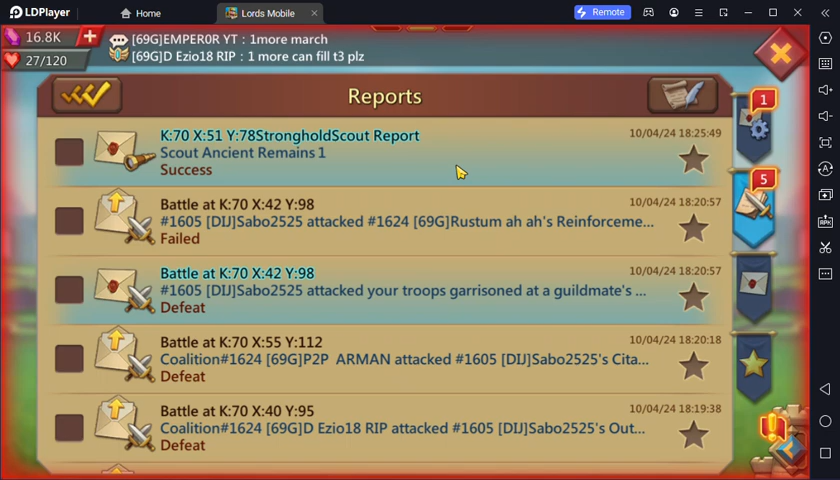 LDPlayer
Home
Lords Mobile
Remote
16.8K
27/120
[69G]EMPER0R YT : 1more march
[69G]D Ezio18 RIP : 1 more can fill t3 plz
Reports
1
5
K:70 X:51 Y:78StrongholdScout Report
10/04/24 18:25:49
Scout Ancient Remains 1
Success
Battle at K:70 X:42 Y:98
10/04/24 18:20:57
#1605 [DIJ]Sabo2525 attacked #1624 [69G]Rustum ah ah's Reinforceme...
Failed
Battle at K:70 X:42 Y:98
10/04/24 18:20:57
#1605 [DIJ]Sabo2525 attacked your troops garrisoned at a guildmate's ...
Defeat
Battle at K:70 X:55 Y:112
10/04/24 18:20:18
Coalition#1624 [69G]P2P  ARMAN attacked #1605 [DIJ]Sabo2525's Cita...
Defeat
Battle at K:70 X:40 Y:95
10/04/24 18:19:38
Coalition#1624 [69G]D Ezio18 RIP attacked #1605 [DIJ]Sabo2525's Out...
Defeat